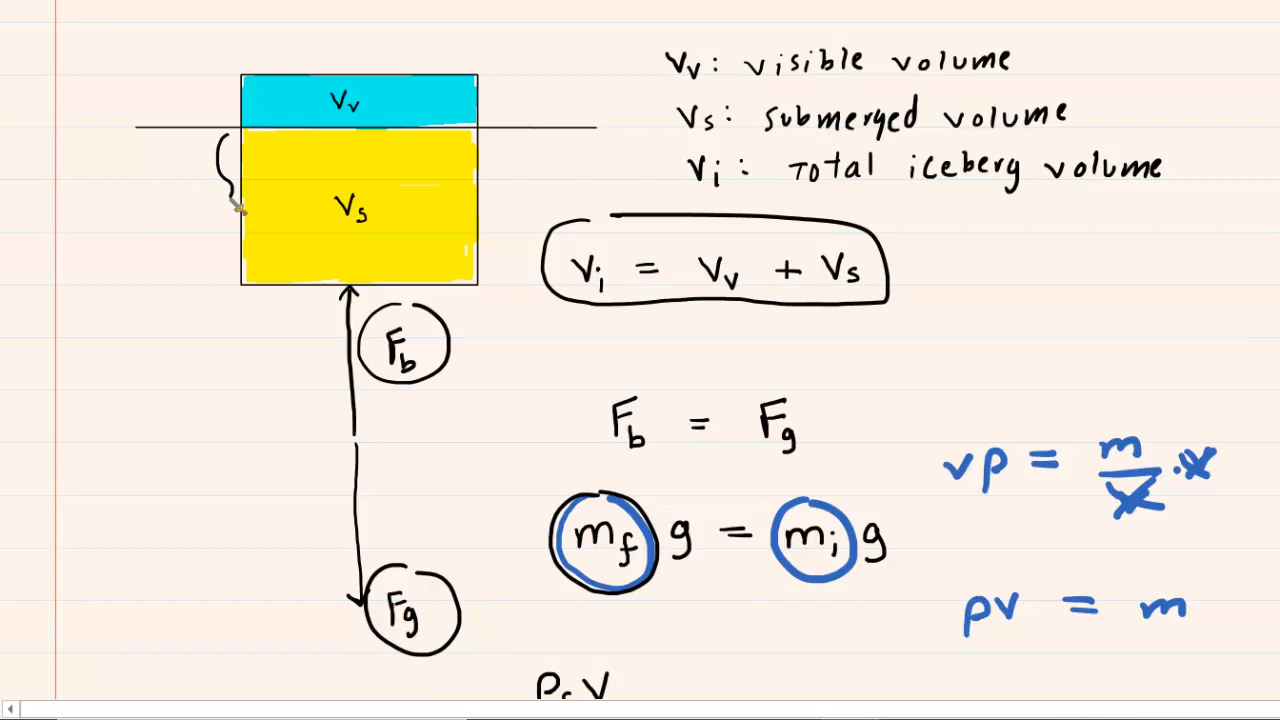 Vv
Vs
Vv: visible volume
Vs: submerged volume
Vi: Total iceberg volume
Vi = Vv + Vs
Fb
Fg
Fb = Fg
mf g = mi g
vρ = m/v · v
ρv = m
ρf V